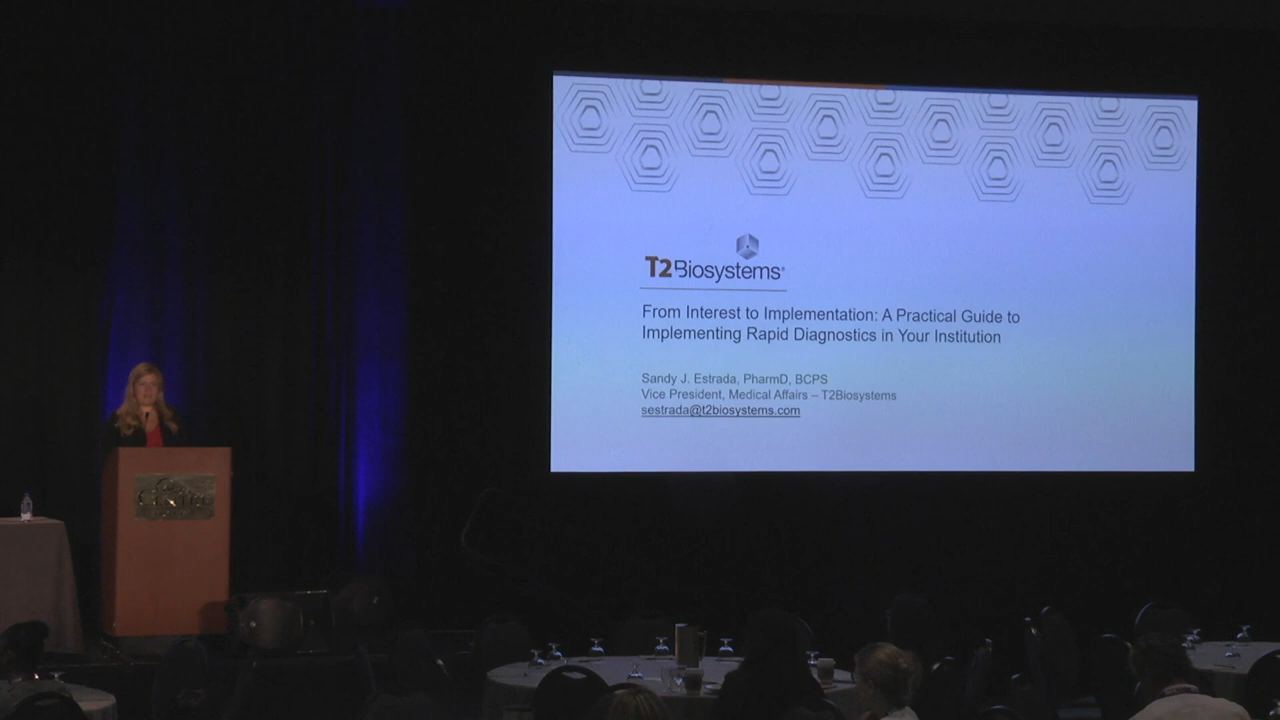 T2Biosystems®
From Interest to Implementation: A Practical Guide to
Implementing Rapid Diagnostics in Your Institution
Sandy J. Estrada, PharmD, BCPS
Vice President, Medical Affairs – T2Biosystems
sestrada@t2biosystems.com